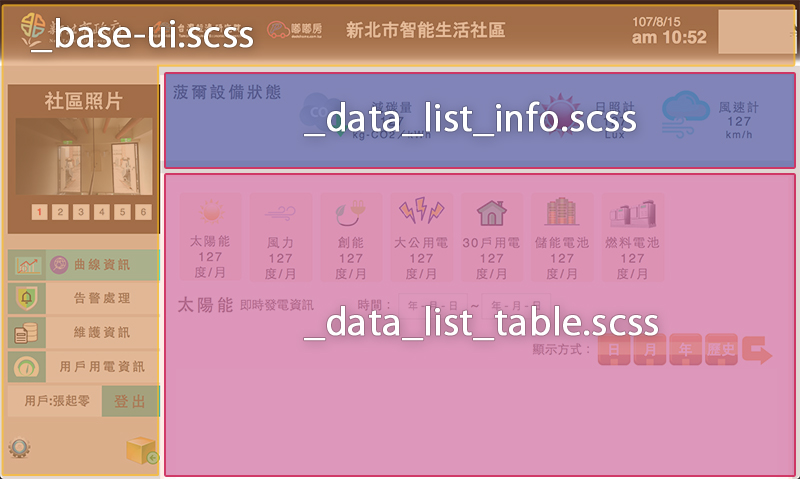 _base-ui.scss
新北市智能生活社區
107/8/15
am 10:52
社區照片
1 2 3 4 5 6
曲線資訊
告警處理
維護資訊
用戶用電資訊
用戶:張起零
登出
菠爾設備狀態
減碳量
日照計
Lux
風速計
127
km/h
_data_list_info.scss
太陽能
127
度/月
風力
127
度/月
創能
127
度/月
大公用電
127
度/月
30戶用電
127
度/月
儲能電池
127
度/月
燃料電池
127
度/月
太陽能 即時發電資訊 時間: 年-月-日 ~ 年-月-日
_data_list_table.scss
顯示方式: 日 月 年 歷史